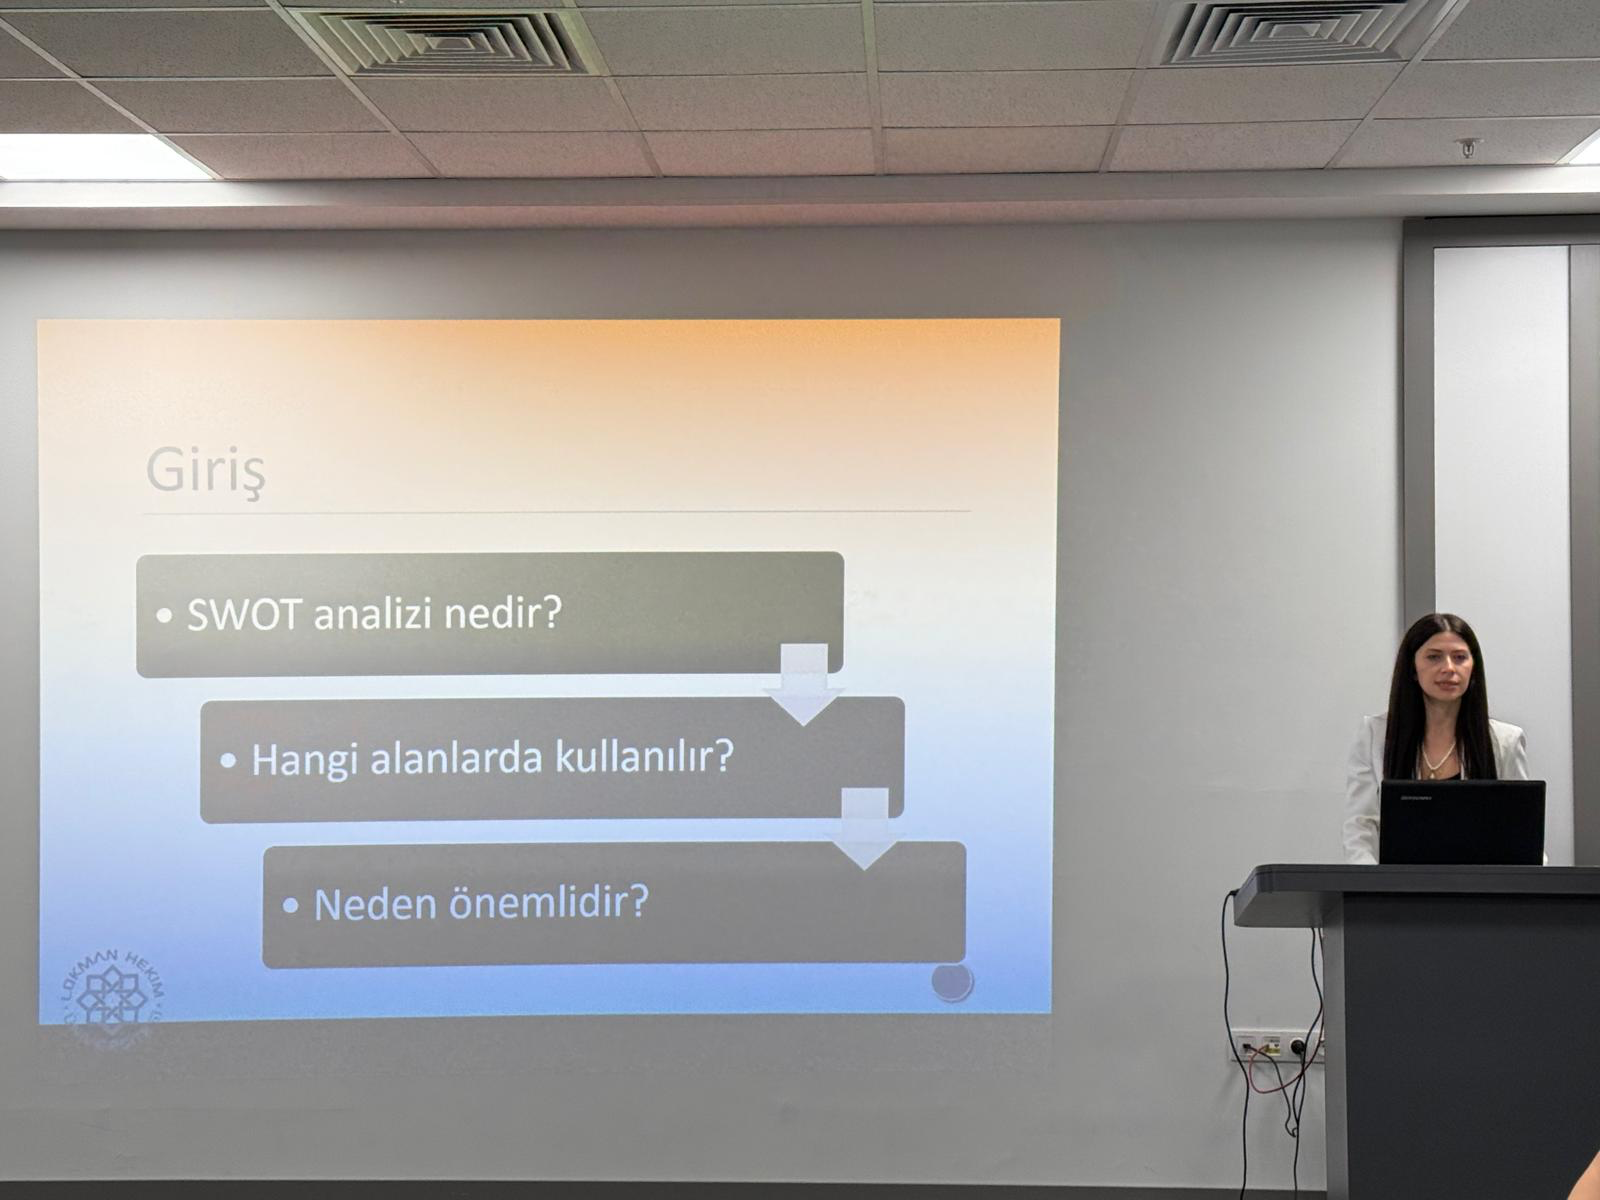 Giriş
• SWOT analizi nedir?
• Hangi alanlarda kullanılır?
• Neden önemlidir?
LOKMAN HEKİM